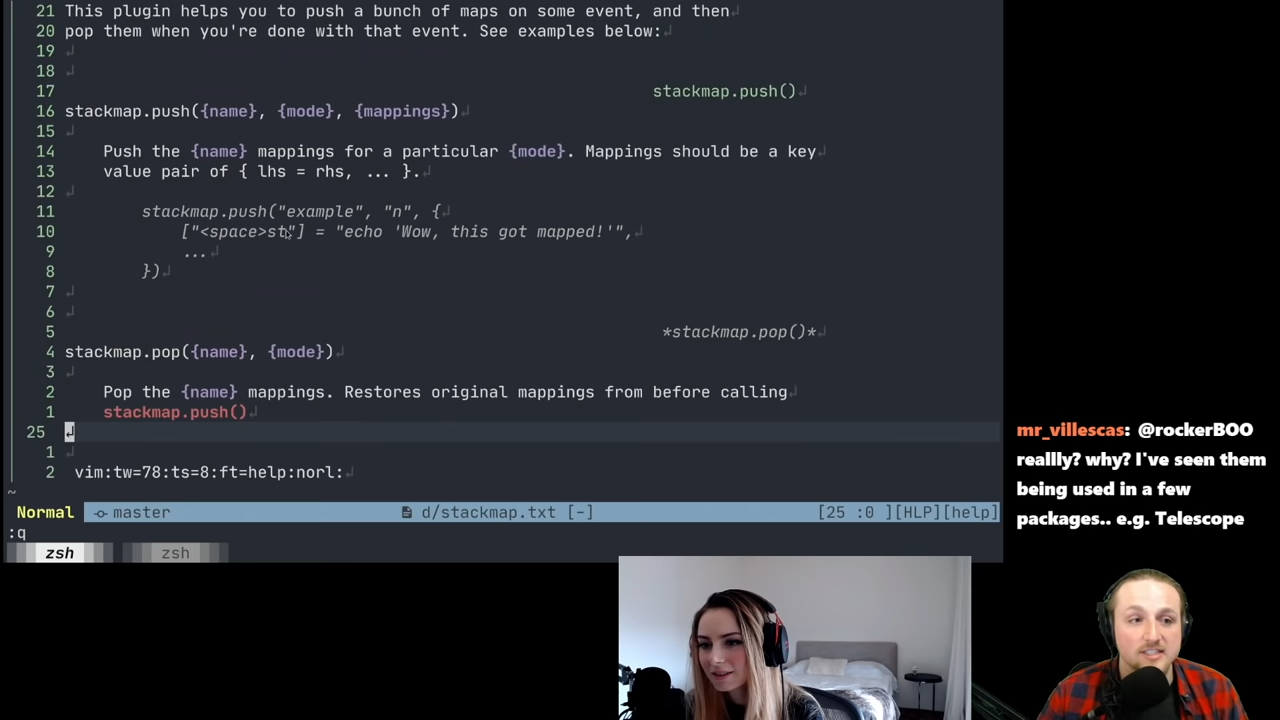 21 This plugin helps you to push a bunch of maps on some event, and then↲
20 pop them when you're done with that event. See examples below:↲
19 ↲
18 ↲
17 stackmap.push()↲
16 stackmap.push({name}, {mode}, {mappings})↲
15 ↲
14 Push the {name} mappings for a particular {mode}. Mappings should be a key↲
13 value pair of { lhs = rhs, ... }.↲
12 ↲
11 stackmap.push("example", "n", {↲
10 ["<space>st"] = "echo 'Wow, this got mapped!'",↲
9 ...↲
8 })↲
7 ↲
6 ↲
5 *stackmap.pop()*↲
4 stackmap.pop({name}, {mode})↲
3 ↲
2 Pop the {name} mappings. Restores original mappings from before calling↲
1 stackmap.push()↲
25 ↲
1 ↲
2 vim:tw=78:ts=8:ft=help:norl:↲
~
Normal master d/stackmap.txt [-] [25 :0 ][HLP][help]
:q
zsh zsh
mr_villescas: @rockerBOO
reallly? why? I've seen them
being used in a few
packages.. e.g. Telescope